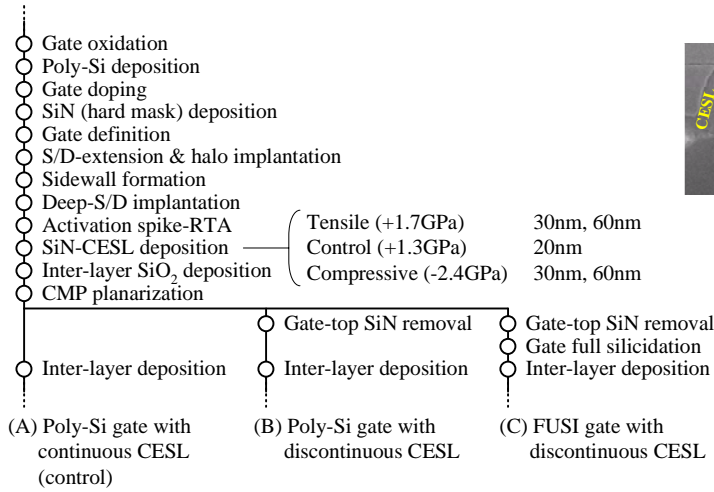 Gate oxidation
Poly-Si deposition
Gate doping
SiN (hard mask) deposition
Gate definition
S/D-extension & halo implantation
Sidewall formation
Deep-S/D implantation
Activation spike-RTA
SiN-CESL deposition
Inter-layer SiO2 deposition
CMP planarization
Tensile (+1.7GPa) 30nm, 60nm
Control (+1.3GPa) 20nm
Compressive (-2.4GPa) 30nm, 60nm
CESL
Inter-layer deposition
(A) Poly-Si gate with
continuous CESL
(control)
Gate-top SiN removal
Inter-layer deposition
(B) Poly-Si gate with
discontinuous CESL
Gate-top SiN removal
Gate full silicidation
Inter-layer deposition
(C) FUSI gate with
discontinuous CESL